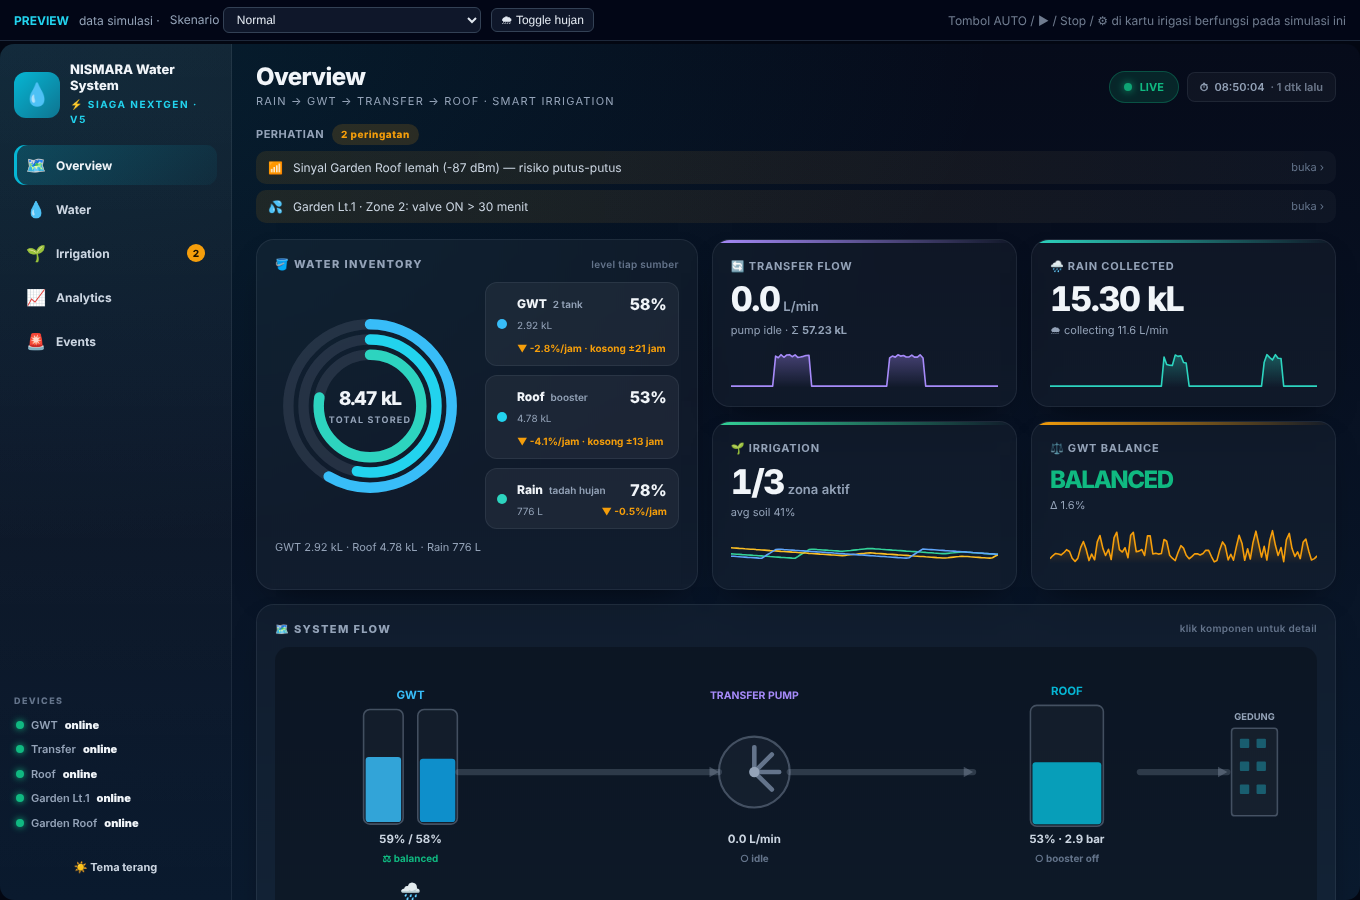 PREVIEW data simulasi · Skenario Normal Toggle hujan Tombol AUTO / ▶ / Stop / ⚙ di kartu irigasi berfungsi pada simulasi ini
NISMARA Water
System
⚡ SIAGA NEXTGEN ·
V5
Overview
Water
Irrigation 2
Analytics
Events
DEVICES
GWT online
Transfer online
Roof online
Garden Lt.1 online
Garden Roof online
Tema terang
Overview
RAIN → GWT → TRANSFER → ROOF · SMART IRRIGATION
LIVE
08:50:04 · 1 dtk lalu
PERHATIAN 2 peringatan
Sinyal Garden Roof lemah (-87 dBm) — risiko putus-putus buka ›
Garden Lt.1 · Zone 2: valve ON > 30 menit buka ›
WATER INVENTORY level tiap sumber
8.47 kL
TOTAL STORED
GWT 2 tank 58%
2.92 kL
▼ -2.8%/jam · kosong ±21 jam
Roof booster 53%
4.78 kL
▼ -4.1%/jam · kosong ±13 jam
Rain tadah hujan 78%
776 L ▼ -0.5%/jam
GWT 2.92 kL · Roof 4.78 kL · Rain 776 L
TRANSFER FLOW
0.0 L/min
pump idle · Σ 57.23 kL
RAIN COLLECTED
15.30 kL
collecting 11.6 L/min
IRRIGATION
1/3 zona aktif
avg soil 41%
GWT BALANCE
BALANCED
Δ 1.6%
SYSTEM FLOW klik komponen untuk detail
GWT
59% / 58%
⚖ balanced
TRANSFER PUMP
0.0 L/min
○ idle
ROOF
53% · 2.9 bar
○ booster off
GEDUNG